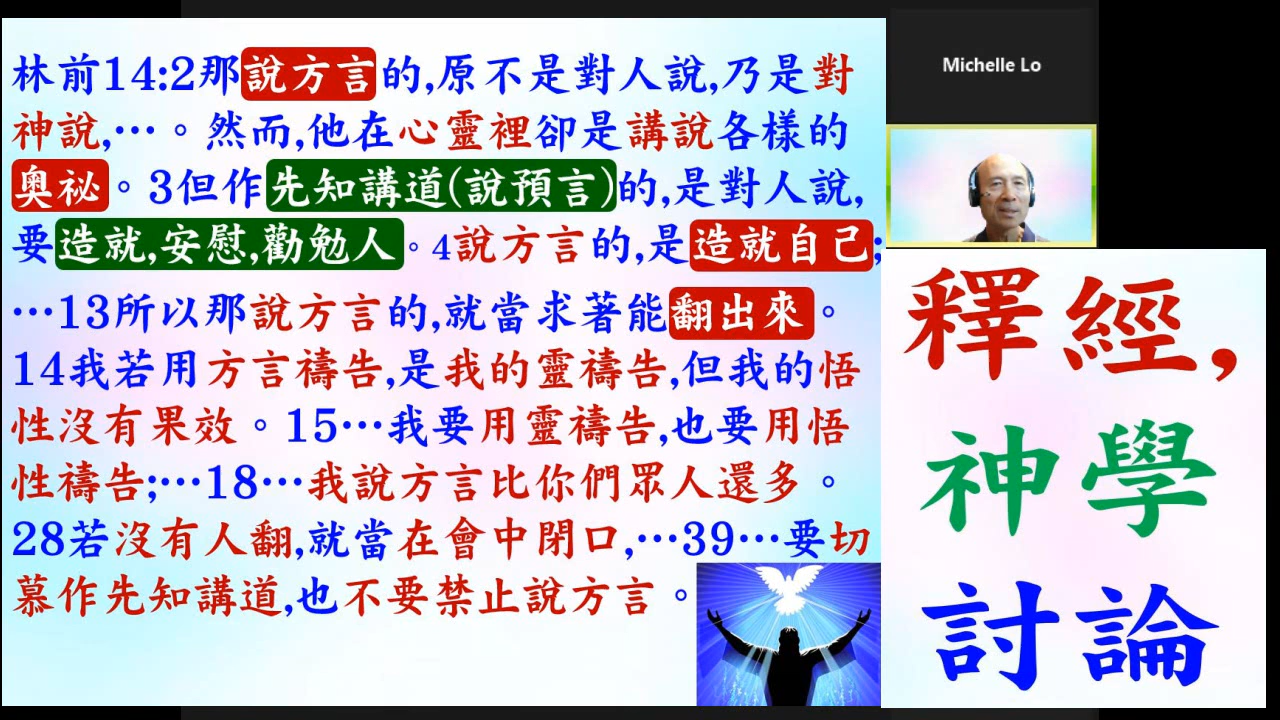 林前14:2那說方言的,原不是對人說,乃是對
神說,…。然而,他在心靈裡卻是講說各樣的
奧祕。3但作先知講道(說預言)的,是對人說,
要造就,安慰,勸勉人。4說方言的,是造就自己;
…13所以那說方言的,就當求著能翻出來。
14我若用方言禱告,是我的靈禱告,但我的悟
性沒有果效。15…我要用靈禱告,也要用悟
性禱告;…18…我說方言比你們眾人還多。
28若沒有人翻,就當在會中閉口,…39…要切
慕作先知講道,也不要禁止說方言。
Michelle Lo
釋經,
神學
討論